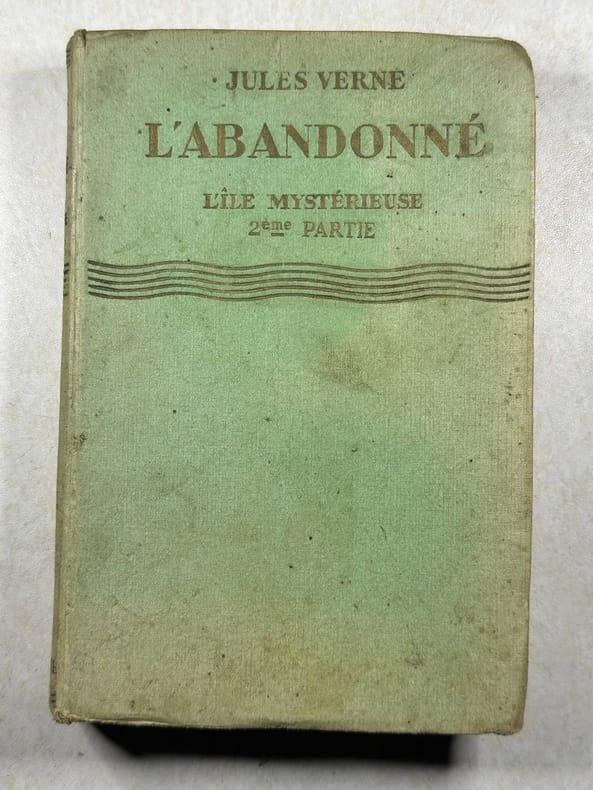 JULES VERNE
L'ABANDONNÉ
L'ÎLE MYSTÉRIEUSE
2ème PARTIE